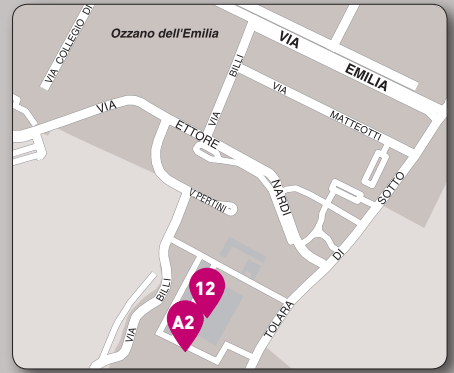 VIA COLLEGIO DI
Ozzano dell'Emilia
VIA EMILIA
VIA BILLI
VIA MATTEOTTI
VIA ETTORE NARDI
V.PERTINI
TOLARA DI SOTTO
VIA BILLI
12
A2